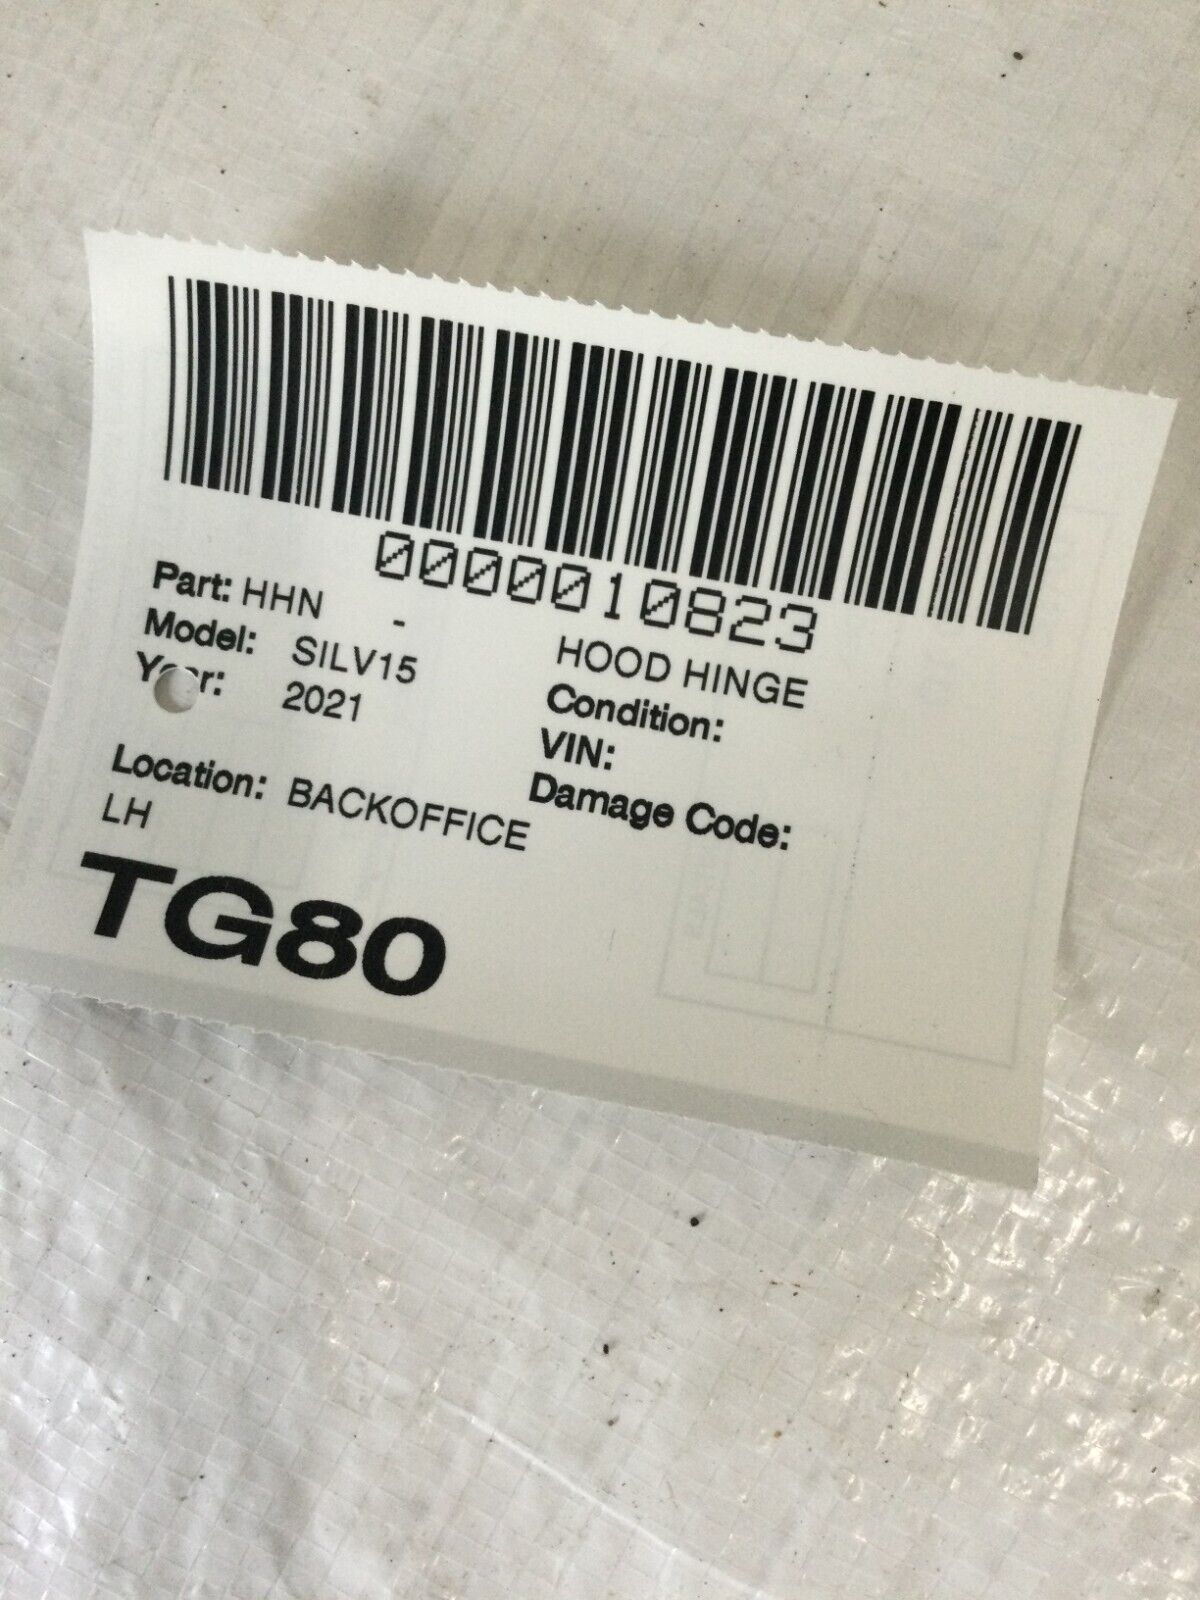 0000010823
Part: HHN - HOOD HINGE
Model: SILV15 Condition:
Year: 2021 VIN:
Damage Code:
Location: BACKOFFICE
LH
TG80